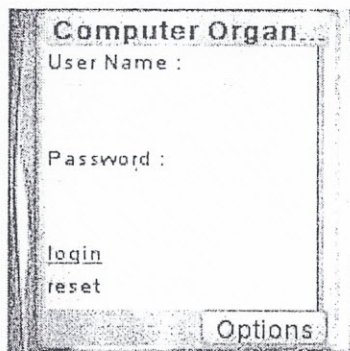 Computer Organ...
User Name :
Password :
login
reset
Options